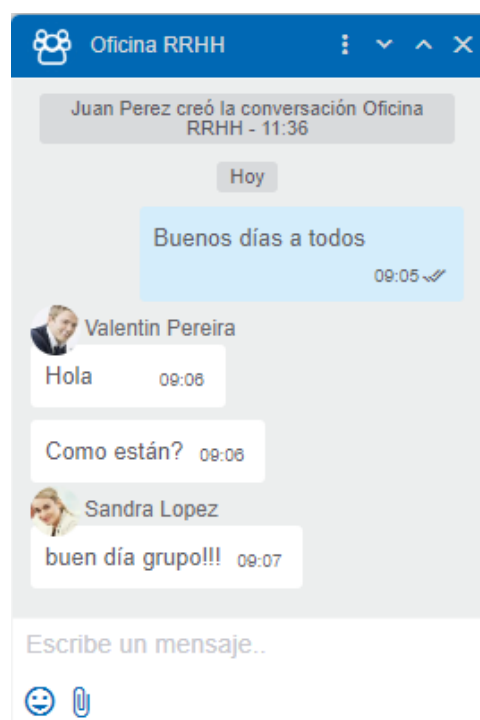 Oficina RRHH
Juan Perez creó la conversación Oficina
RRHH - 11:36
Hoy
Buenos días a todos
09:05
Valentin Pereira
Hola 09:06
Como están? 09:06
Sandra Lopez
buen día grupo!!! 09:07
Escribe un mensaje..